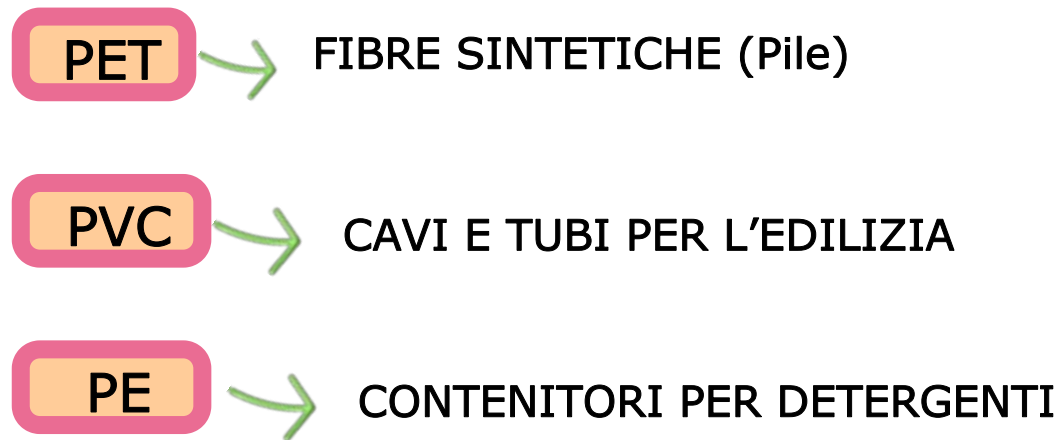 PET FIBRE SINTETICHE (Pile)
PVC CAVI E TUBI PER L’EDILIZIA
PE CONTENITORI PER DETERGENTI